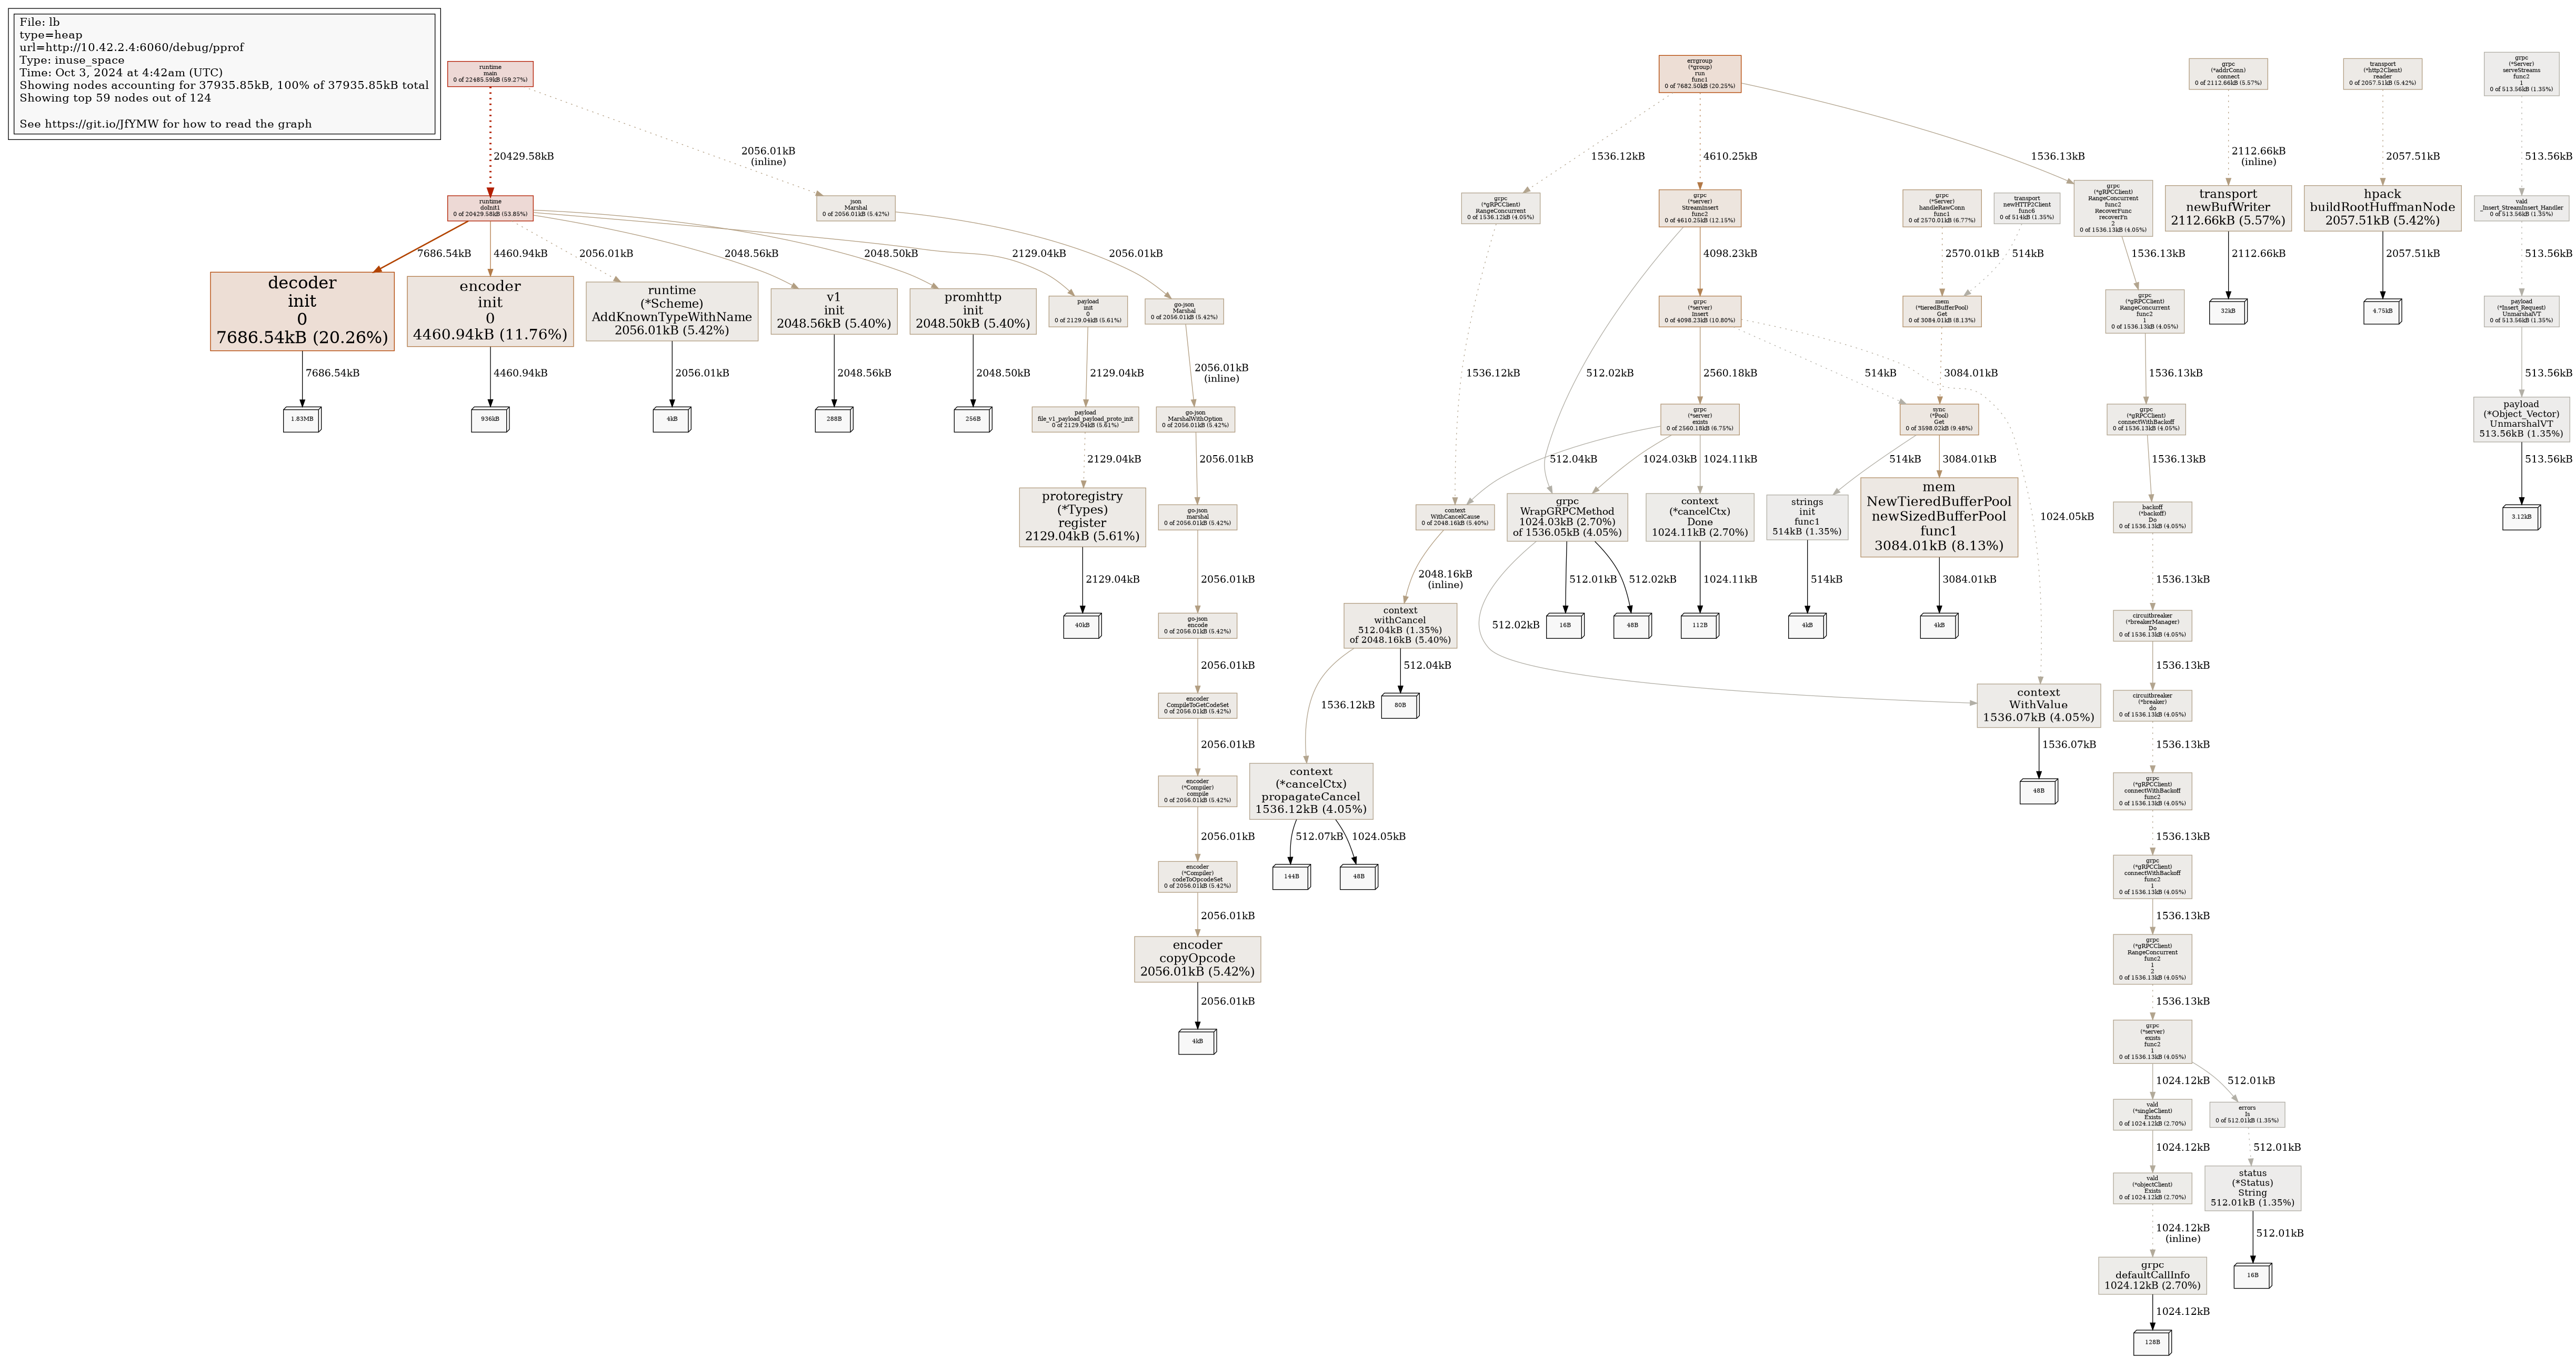 File: lb
type=heap
url=http://10.42.2.4:6060/debug/pprof
Type: inuse_space
Time: Oct 3, 2024 at 4:42am (UTC)
Showing nodes accounting for 37935.85kB, 100% of 37935.85kB total
Showing top 59 nodes out of 124
See https://git.io/JfYMW for how to read the graph
runtime
main
0 of 22485.59kB (59.27%)
20429.58kB
2056.01kB
(inline)
runtime
doInit1
0 of 20429.58kB (53.85%)
json
Marshal
0 of 2056.01kB (5.42%)
7686.54kB
4460.94kB
2056.01kB
2048.56kB
2048.50kB
2129.04kB
2056.01kB
decoder
init
0
7686.54kB (20.26%)
7686.54kB
1.83MB
encoder
init
0
4460.94kB (11.76%)
4460.94kB
936kB
runtime
(*Scheme)
AddKnownTypeWithName
2056.01kB (5.42%)
2056.01kB
4kB
v1
init
2048.56kB (5.40%)
2048.56kB
288B
promhttp
init
2048.50kB (5.40%)
2048.50kB
256B
payload
init
0
0 of 2129.04kB (5.61%)
2129.04kB
payload
file_v1_payload_payload_proto_init
0 of 2129.04kB (5.61%)
2129.04kB
protoregistry
(*Types)
register
2129.04kB (5.61%)
2129.04kB
40kB
go-json
Marshal
0 of 2056.01kB (5.42%)
2056.01kB
(inline)
go-json
MarshalWithOption
0 of 2056.01kB (5.42%)
2056.01kB
go-json
marshal
0 of 2056.01kB (5.42%)
2056.01kB
go-json
encode
0 of 2056.01kB (5.42%)
2056.01kB
encoder
CompileToGetCodeSet
0 of 2056.01kB (5.42%)
2056.01kB
encoder
(*Compiler)
compile
0 of 2056.01kB (5.42%)
2056.01kB
encoder
(*Compiler)
codeToOpcodeSet
0 of 2056.01kB (5.42%)
2056.01kB
encoder
copyOpcode
2056.01kB (5.42%)
2056.01kB
4kB
errgroup
(*group)
run
func1
0 of 7682.50kB (20.25%)
1536.12kB
4610.25kB
1536.13kB
grpc
(*gRPCClient)
RangeConcurrent
0 of 1536.12kB (4.05%)
1536.12kB
grpc
(*server)
StreamInsert
func2
0 of 4610.25kB (12.15%)
512.02kB
4098.23kB
grpc
(*server)
Insert
0 of 4098.23kB (10.80%)
2560.18kB
514kB
1024.05kB
grpc
(*server)
exists
0 of 2560.18kB (6.75%)
512.04kB
1024.03kB
1024.11kB
context
WithCancelCause
0 of 2048.16kB (5.40%)
2048.16kB
(inline)
context
withCancel
512.04kB (1.35%)
of 2048.16kB (5.40%)
1536.12kB
512.04kB
80B
context
(*cancelCtx)
propagateCancel
1536.12kB (4.05%)
512.07kB
1024.05kB
144B
48B
grpc
WrapGRPCMethod
1024.03kB (2.70%)
of 1536.05kB (4.05%)
512.02kB
512.01kB
512.02kB
16B
48B
context
(*cancelCtx)
Done
1024.11kB (2.70%)
1024.11kB
112B
grpc
(*Server)
handleRawConn
func1
0 of 2570.01kB (6.77%)
2570.01kB
transport
newHTTP2Client
func6
0 of 514kB (1.35%)
514kB
mem
(*tieredBufferPool)
Get
0 of 3084.01kB (8.13%)
3084.01kB
sync
(*Pool)
Get
0 of 3598.02kB (9.48%)
514kB
3084.01kB
strings
init
func1
514kB (1.35%)
514kB
4kB
mem
NewTieredBufferPool
newSizedBufferPool
func1
3084.01kB (8.13%)
3084.01kB
4kB
context
WithValue
1536.07kB (4.05%)
1536.07kB
48B
grpc
(*gRPCClient)
RangeConcurrent
func2
RecoverFunc
recoverFn
2
0 of 1536.13kB (4.05%)
1536.13kB
grpc
(*gRPCClient)
RangeConcurrent
func2
1
0 of 1536.13kB (4.05%)
1536.13kB
grpc
(*gRPCClient)
connectWithBackoff
0 of 1536.13kB (4.05%)
1536.13kB
backoff
(*backoff)
Do
0 of 1536.13kB (4.05%)
1536.13kB
circuitbreaker
(*breakerManager)
Do
0 of 1536.13kB (4.05%)
1536.13kB
circuitbreaker
(*breaker)
do
0 of 1536.13kB (4.05%)
1536.13kB
grpc
(*gRPCClient)
connectWithBackoff
func2
0 of 1536.13kB (4.05%)
1536.13kB
grpc
(*gRPCClient)
connectWithBackoff
func2
1
0 of 1536.13kB (4.05%)
1536.13kB
grpc
(*gRPCClient)
RangeConcurrent
func2
1
2
0 of 1536.13kB (4.05%)
1536.13kB
grpc
(*server)
exists
func2
1
0 of 1536.13kB (4.05%)
1024.12kB
512.01kB
vald
(*singleClient)
Exists
0 of 1024.12kB (2.70%)
1024.12kB
vald
(*objectClient)
Exists
0 of 1024.12kB (2.70%)
1024.12kB
(inline)
grpc
defaultCallInfo
1024.12kB (2.70%)
1024.12kB
128B
errors
Is
0 of 512.01kB (1.35%)
512.01kB
status
(*Status)
String
512.01kB (1.35%)
512.01kB
16B
grpc
(*addrConn)
connect
0 of 2112.66kB (5.57%)
2112.66kB
(inline)
transport
newBufWriter
2112.66kB (5.57%)
2112.66kB
32kB
transport
(*http2Client)
reader
0 of 2057.51kB (5.42%)
2057.51kB
hpack
buildRootHuffmanNode
2057.51kB (5.42%)
2057.51kB
4.75kB
grpc
(*Server)
serveStreams
func2
1
0 of 513.56kB (1.35%)
513.56kB
vald
_Insert_StreamInsert_Handler
0 of 513.56kB (1.35%)
513.56kB
payload
(*Insert_Request)
UnmarshalVT
0 of 513.56kB (1.35%)
513.56kB
payload
(*Object_Vector)
UnmarshalVT
513.56kB (1.35%)
513.56kB
3.12kB